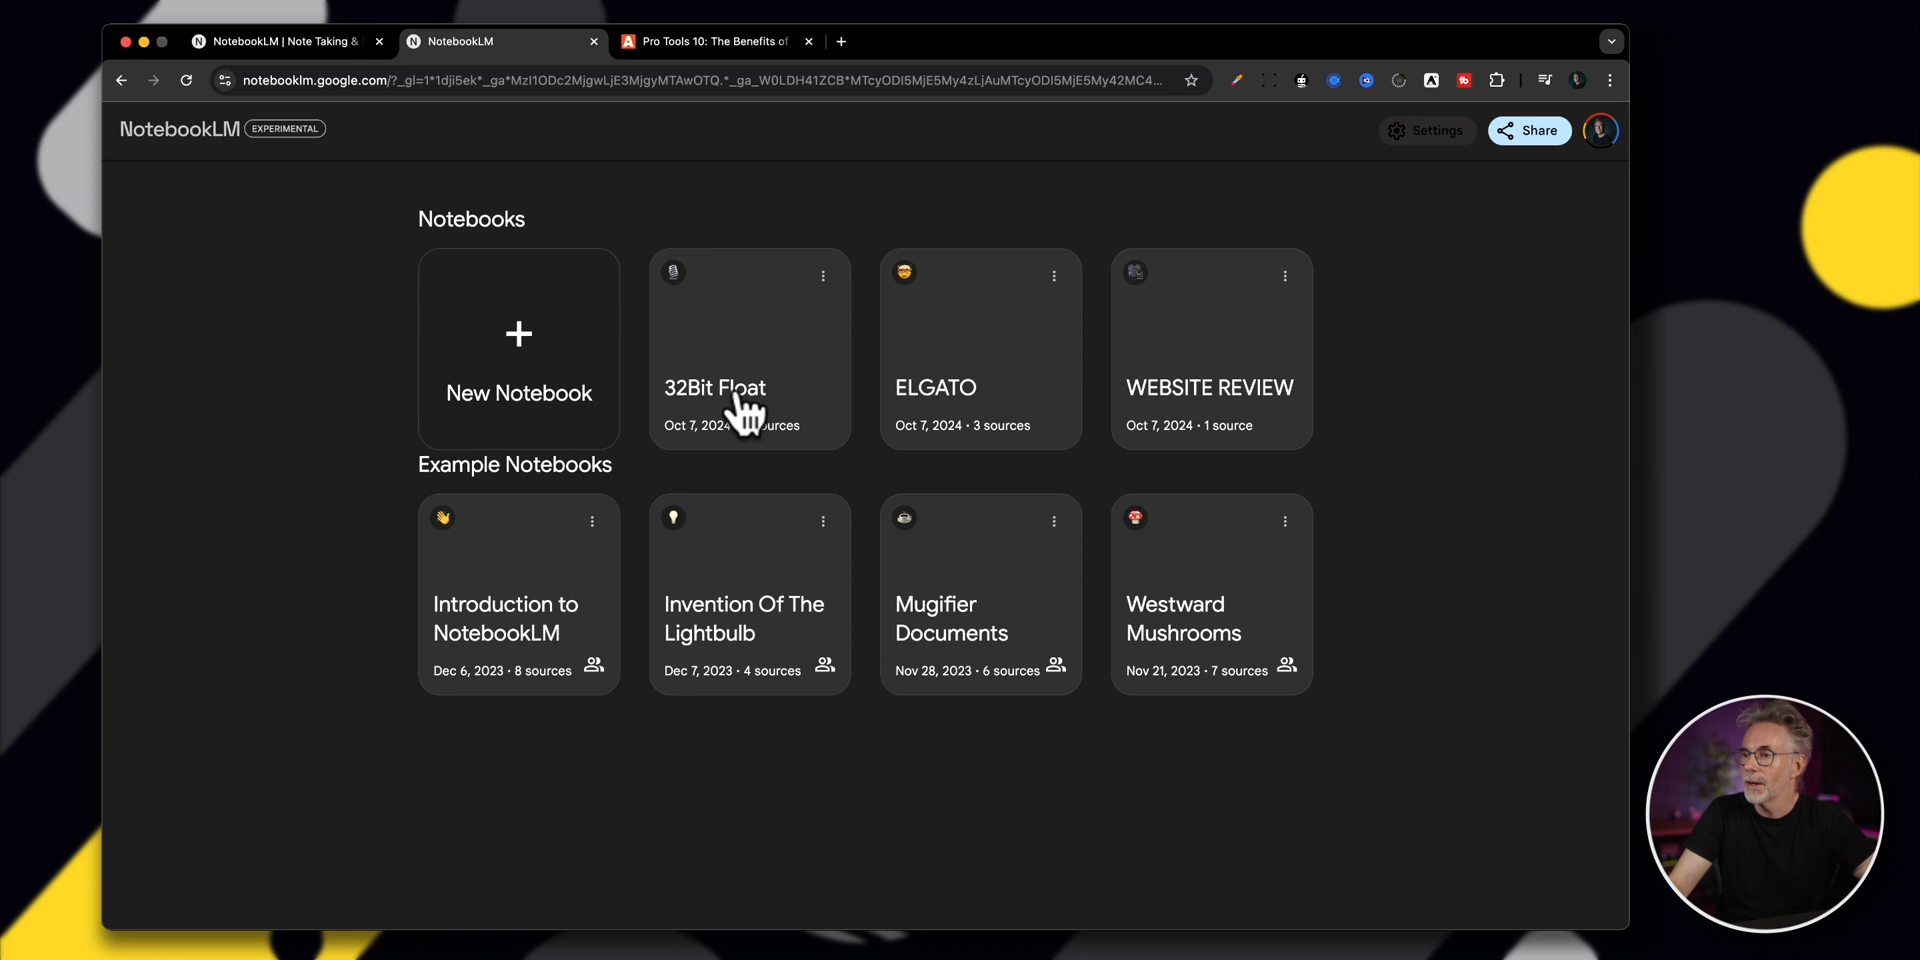 NotebookLM | Note Taking &
NotebookLM
Pro Tools 10: The Benefits of
notebooklm.google.com/?_gl=1*1dji5ek*_ga*MzI1ODc2MjgwLjE3MjgyMTAwOTQ.*_ga_W0LDH41ZCB*MTcyODI5MjE5My4zLjAuMTcyODI5MjE5My42MC4...
NotebookLM EXPERIMENTAL
Settings
Share
Notebooks
New Notebook
32Bit Float
Oct 7, 2024
ELGATO
Oct 7, 2024 · 3 sources
WEBSITE REVIEW
Oct 7, 2024 · 1 source
Example Notebooks
Introduction to
NotebookLM
Dec 6, 2023 · 8 sources
Invention Of The
Lightbulb
Dec 7, 2023 · 4 sources
Mugifier
Documents
Nov 28, 2023 · 6 sources
Westward
Mushrooms
Nov 21, 2023 · 7 sources